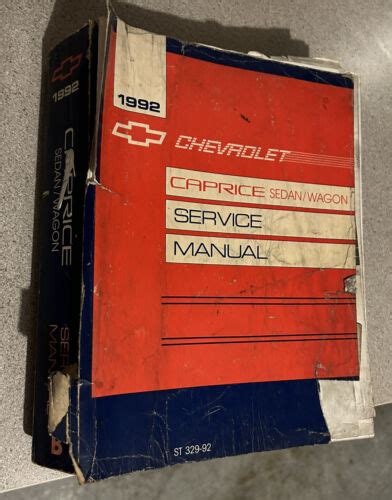 1992
CHEVROLET
CAPRICE SEDAN/WAGON
SERVICE
MANUAL
ST 329-92
1992
CAPRICE
SEDAN/WAGON